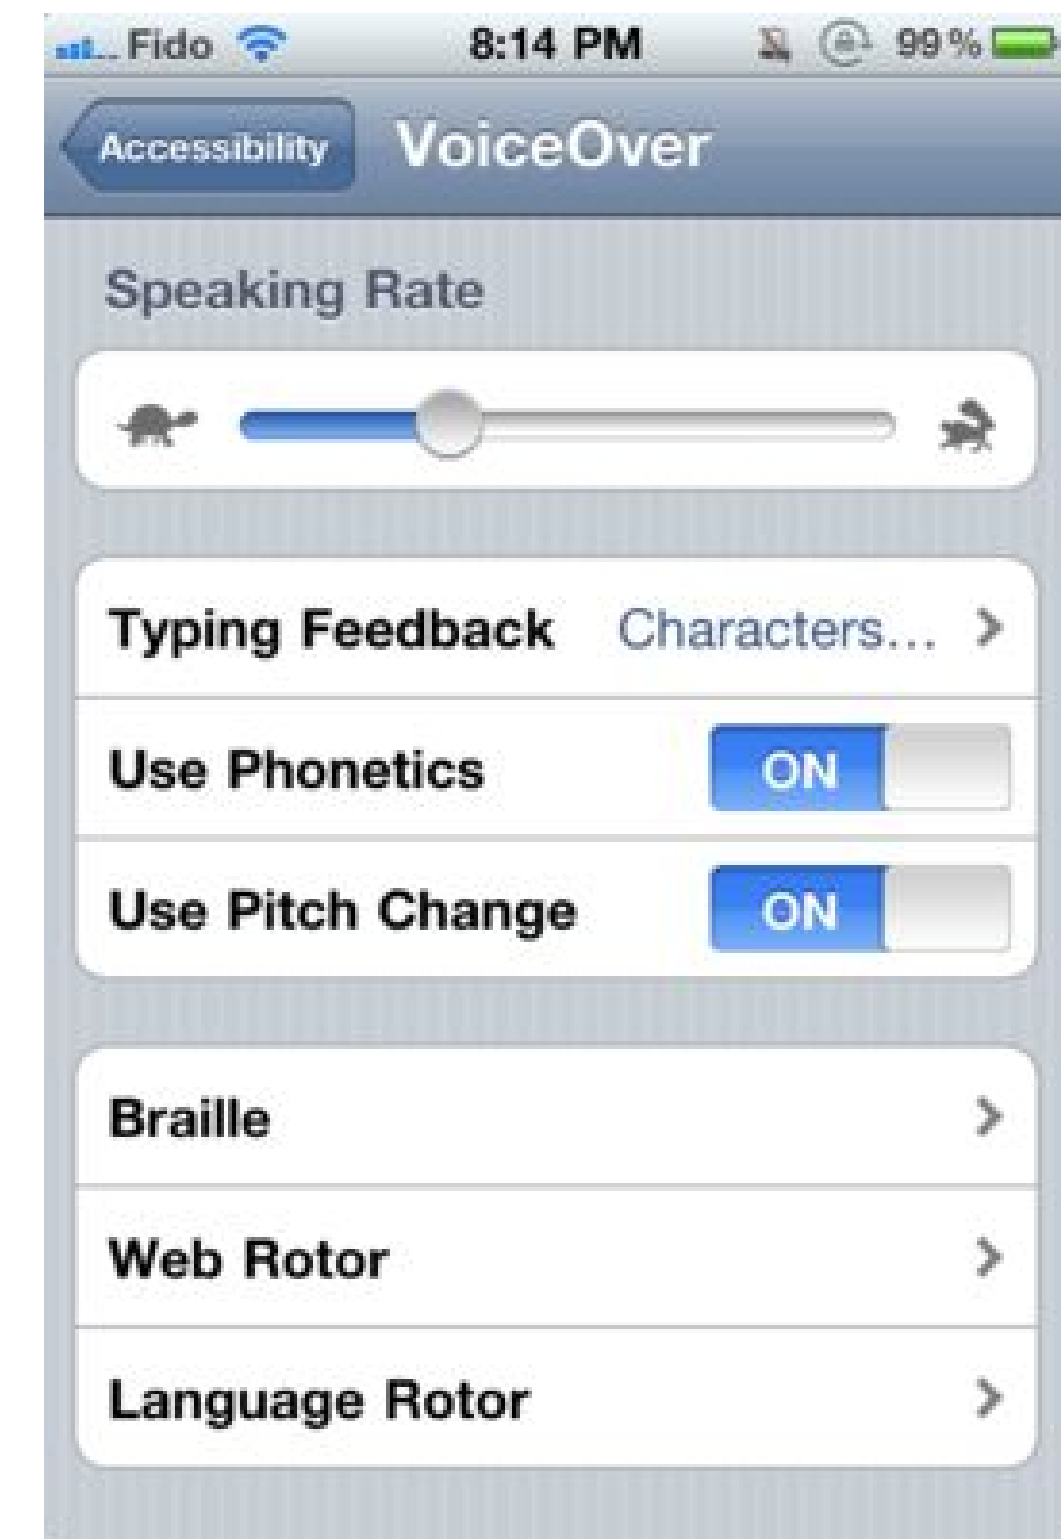 Fido 8:14 PM 99%
Accessibility VoiceOver
Speaking Rate
Typing Feedback Characters...
Use Phonetics ON
Use Pitch Change ON
Braille
Web Rotor
Language Rotor